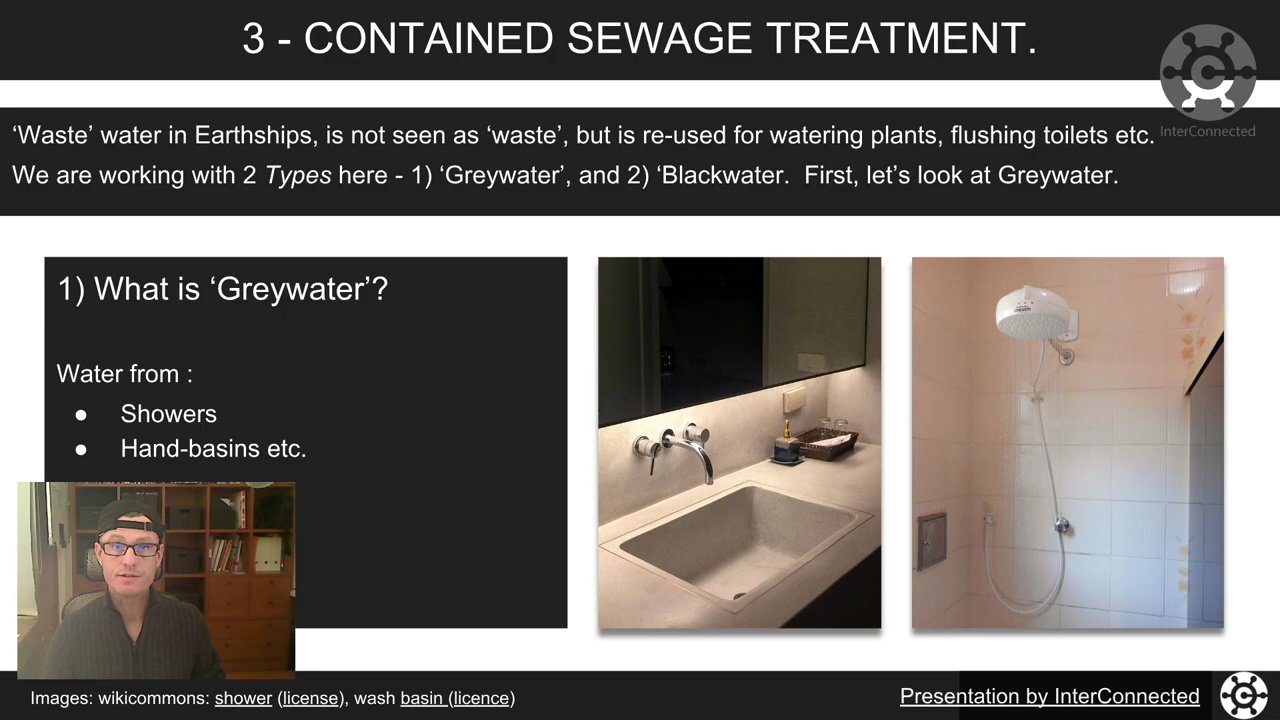 3 - CONTAINED SEWAGE TREATMENT.
InterConnected
‘Waste’ water in Earthships, is not seen as ‘waste’, but is re-used for watering plants, flushing toilets etc.
We are working with 2 Types here - 1) ‘Greywater’, and 2) ‘Blackwater.  First, let’s look at Greywater.
1) What is ‘Greywater’?
Water from :
● Showers
● Hand-basins etc.
Images: wikicommons: shower (license), wash basin (licence)
Presentation by InterConnected